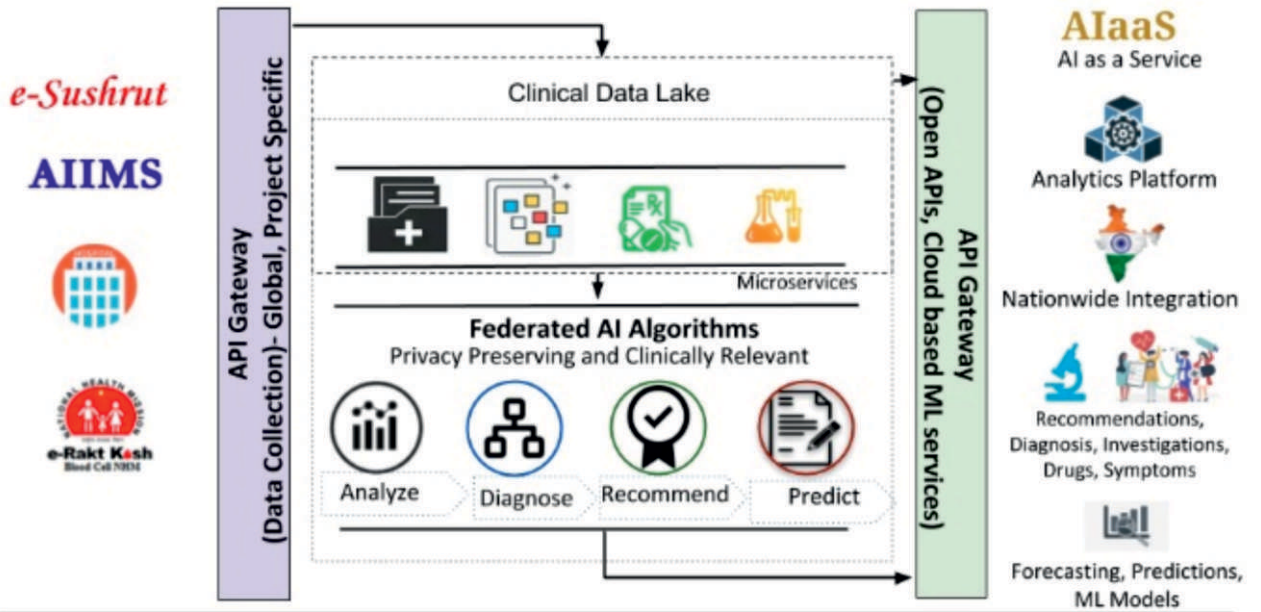 e-Sushrut
AIIMS
HOSPITAL
NATIONAL HEALTH MISSION
e-Rakt Kosh
Blood Cell NHM
API Gateway
(Data Collection)- Global, Project Specific
Clinical Data Lake
Rx
Microservices
Federated AI Algorithms
Privacy Preserving and Clinically Relevant
Analyze
Diagnose
Recommend
Predict
API Gateway
(Open APIs, Cloud based ML services)
AIaaS
AI as a Service
Analytics Platform
Nationwide Integration
Recommendations,
Diagnosis, Investigations,
Drugs, Symptoms
Forecasting, Predictions,
ML Models